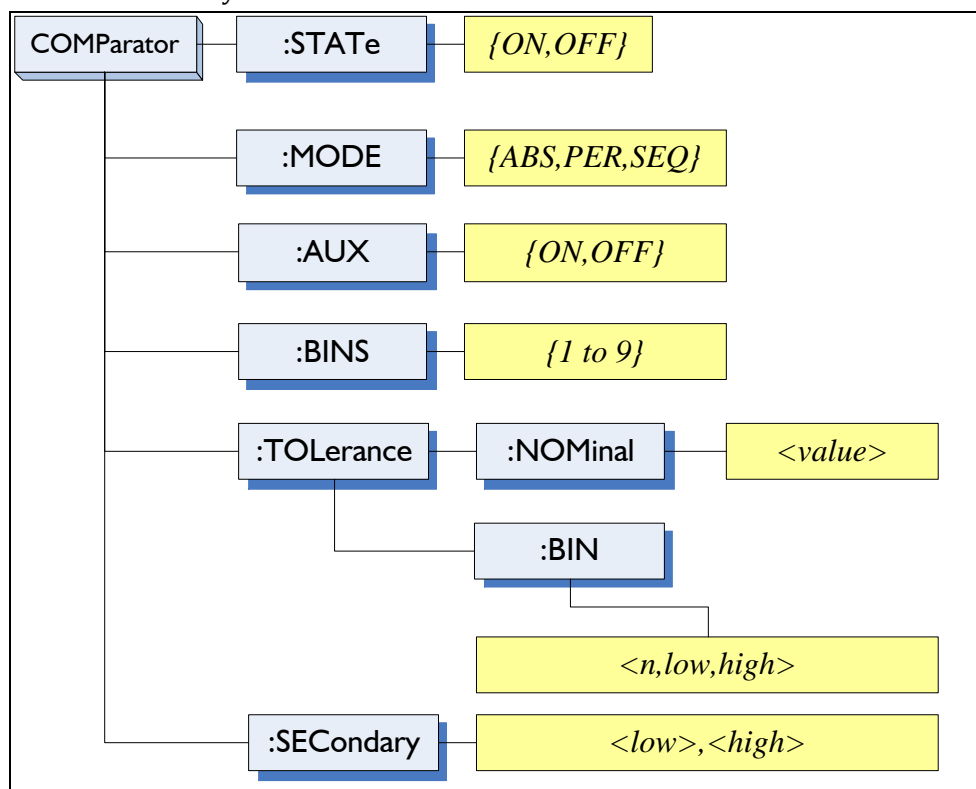 COMParator :STATe {ON,OFF}
:MODE {ABS,PER,SEQ}
:AUX {ON,OFF}
:BINS {1 to 9}
:TOLerance :NOMinal <value>
:BIN
<n,low,high>
:SECondary <low>,<high>